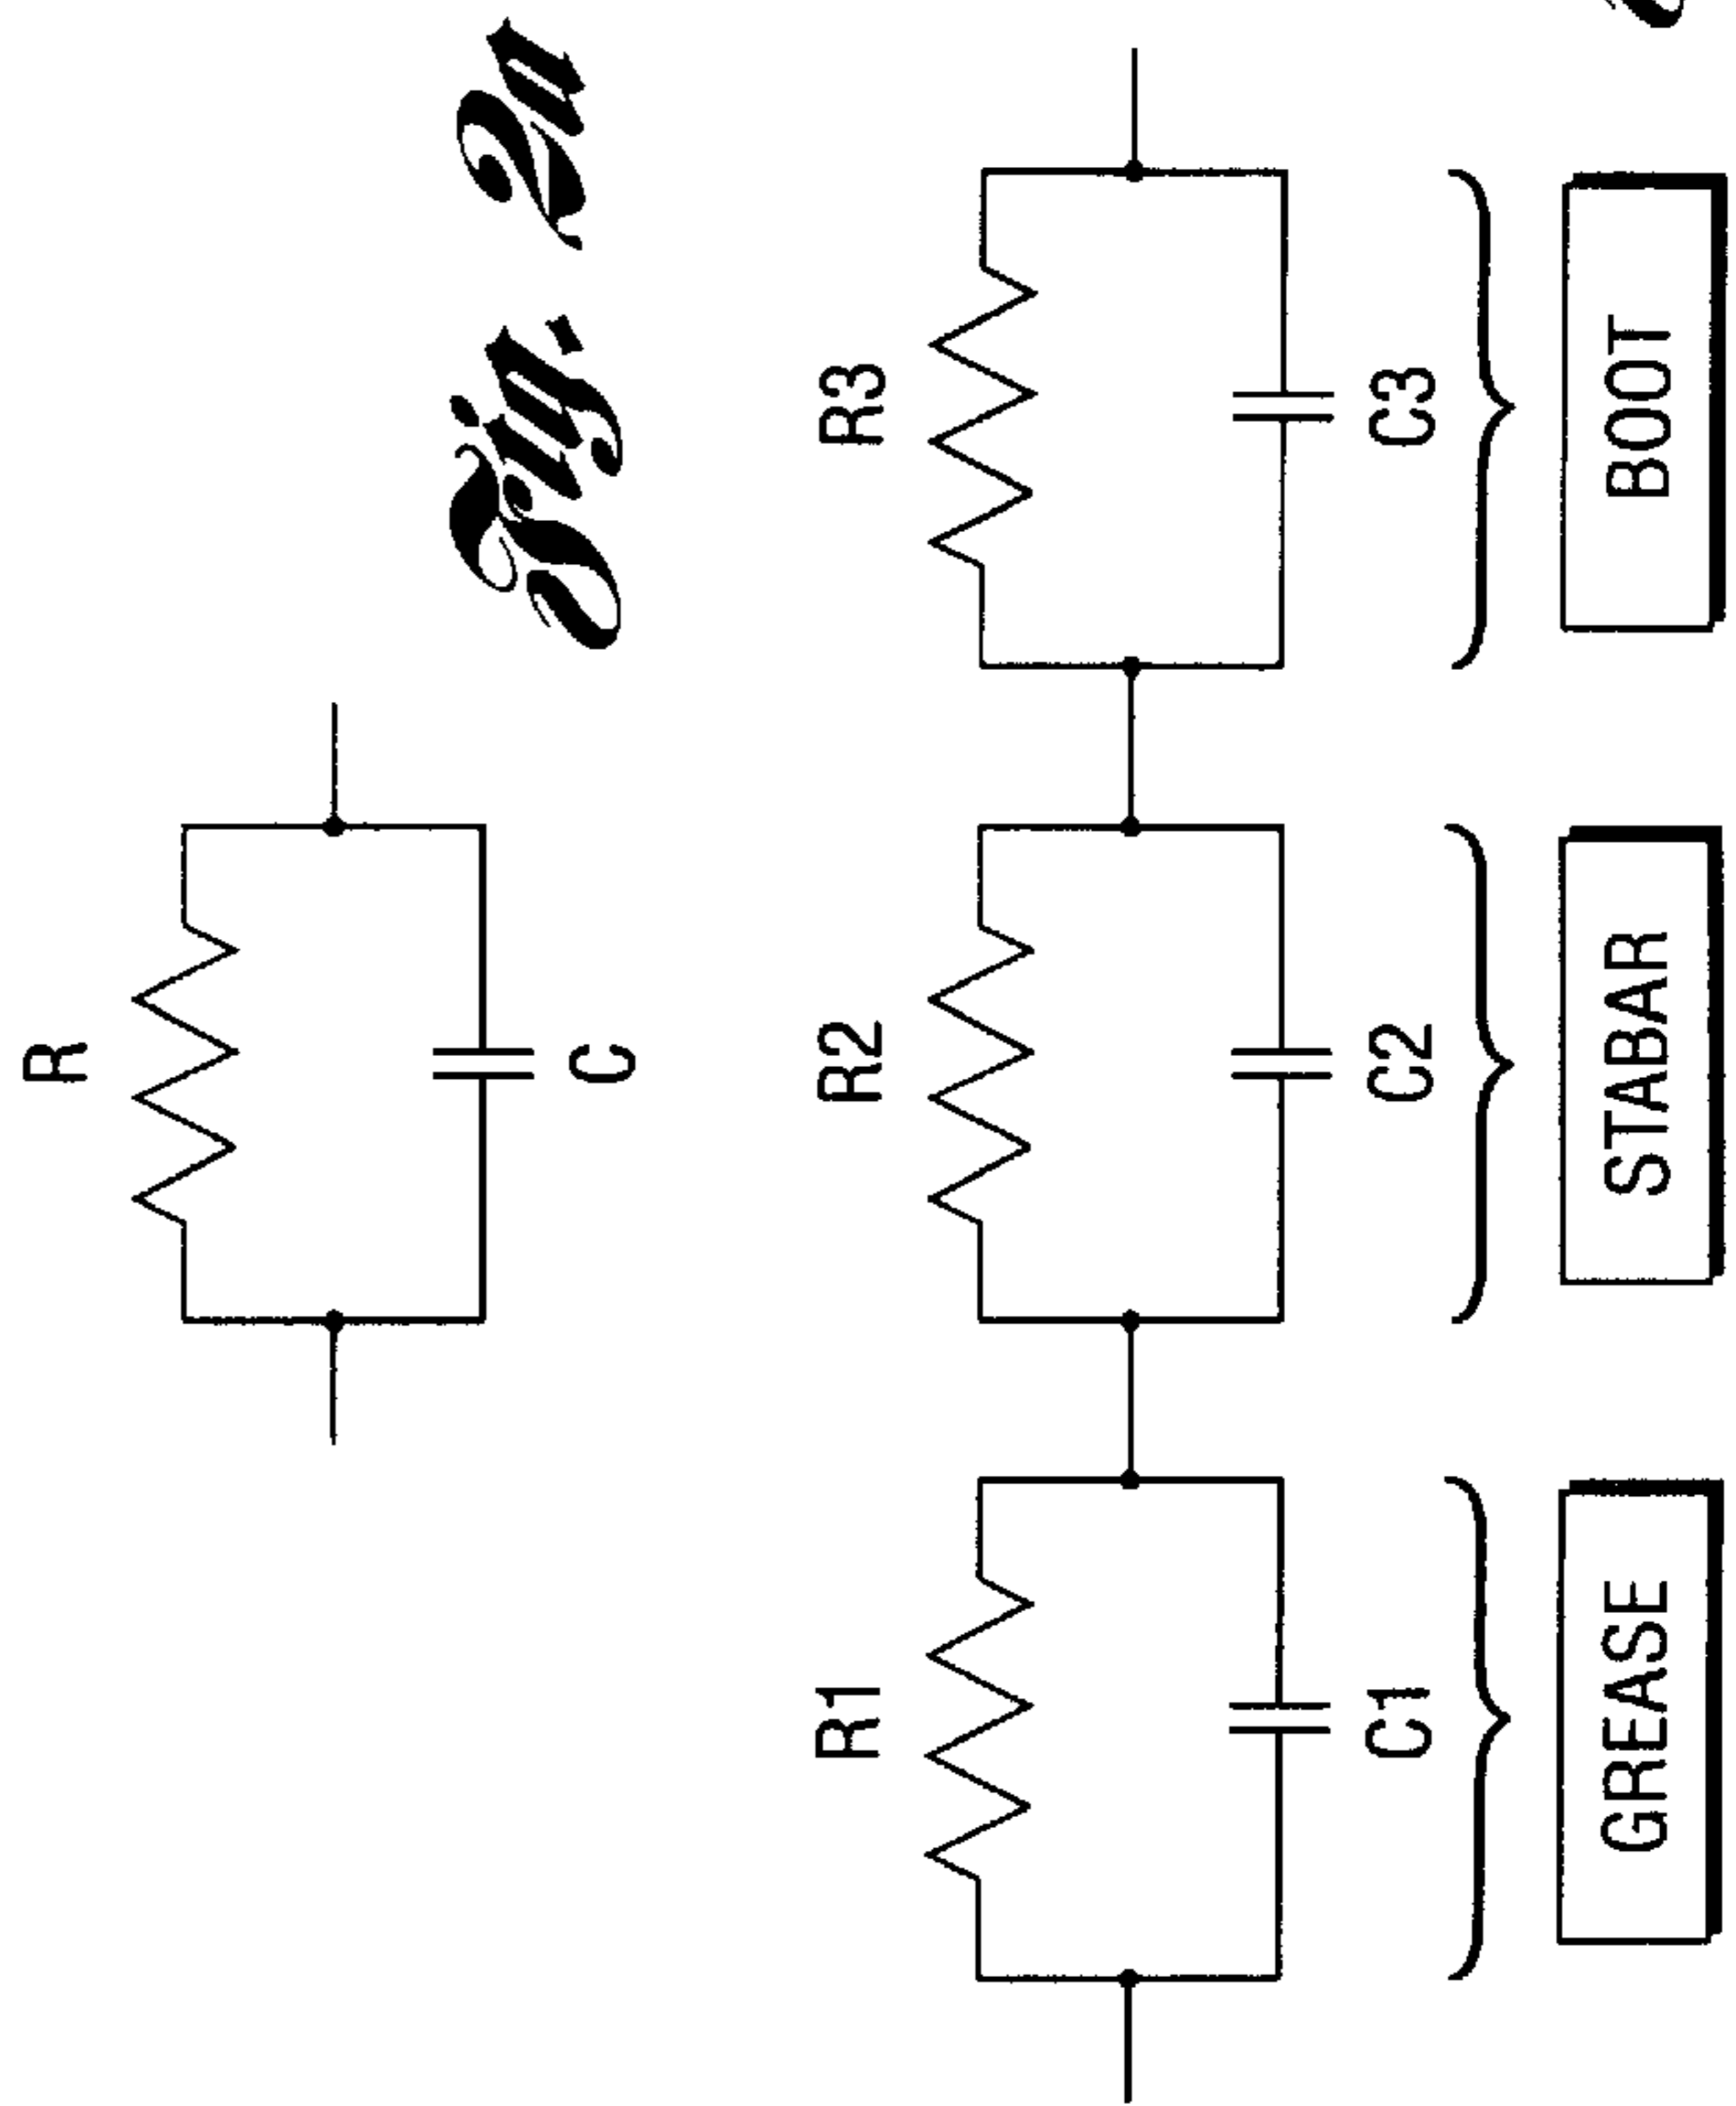 R
C
Fig. 2a
R1 R2 R3
C1 C2 C3
GREASE STABAR BOOT